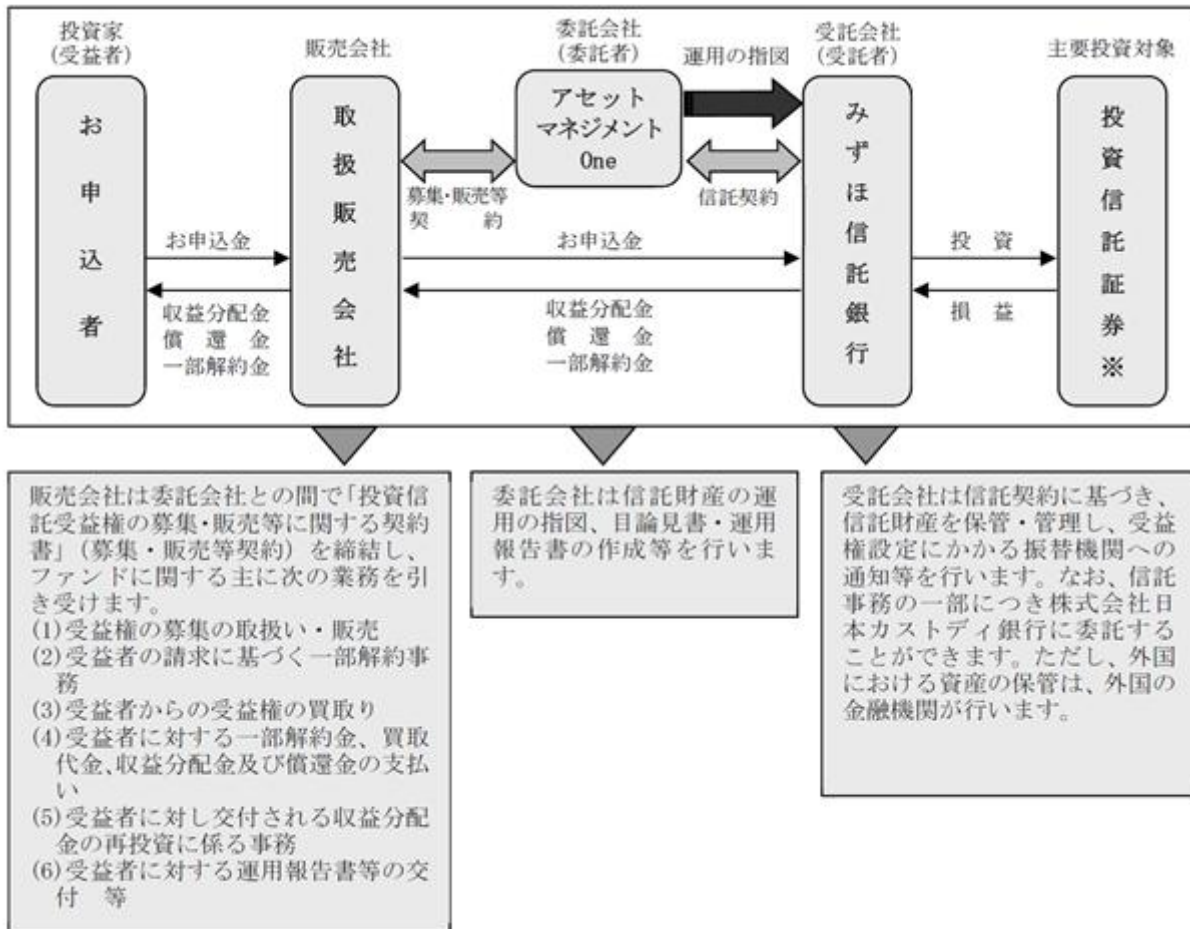 投資家
(受益者)
販売会社
委託会社
(委託者)
運用の指図
受託会社
(受託者)
主要投資対象
お申込者
取扱販売会社
アセット
マネジメント
One
みずほ信託銀行
投資信託証券※
募集・販売等
契　　　約
信託契約
お申込金
お申込金
投　資
収益分配金
償　還　金
一部解約金
収益分配金
償　還　金
一部解約金
損　益
販売会社は委託会社との間で「投資信
託受益権の募集・販売等に関する契約
書」（募集・販売等契約）を締結し、
ファンドに関する主に次の業務を引
き受けます。
(1)受益権の募集の取扱い・販売
(2)受益者の請求に基づく一部解約事
務
(3)受益者からの受益権の買取り
(4)受益者に対する一部解約金、買取
代金、収益分配金及び償還金の支払
い
(5)受益者に対し交付される収益分配
金の再投資に係る事務
(6)受益者に対する運用報告書等の交
付　等
委託会社は信託財産の運
用の指図、目論見書・運用
報告書の作成等を行いま
す。
受託会社は信託契約に基づき、
信託財産を保管・管理し、受益
権設定にかかる振替機関への
通知等を行います。なお、信託
事務の一部につき株式会社日
本カストディ銀行に委託する
ことができます。ただし、外国
における資産の保管は、外国の
金融機関が行います。